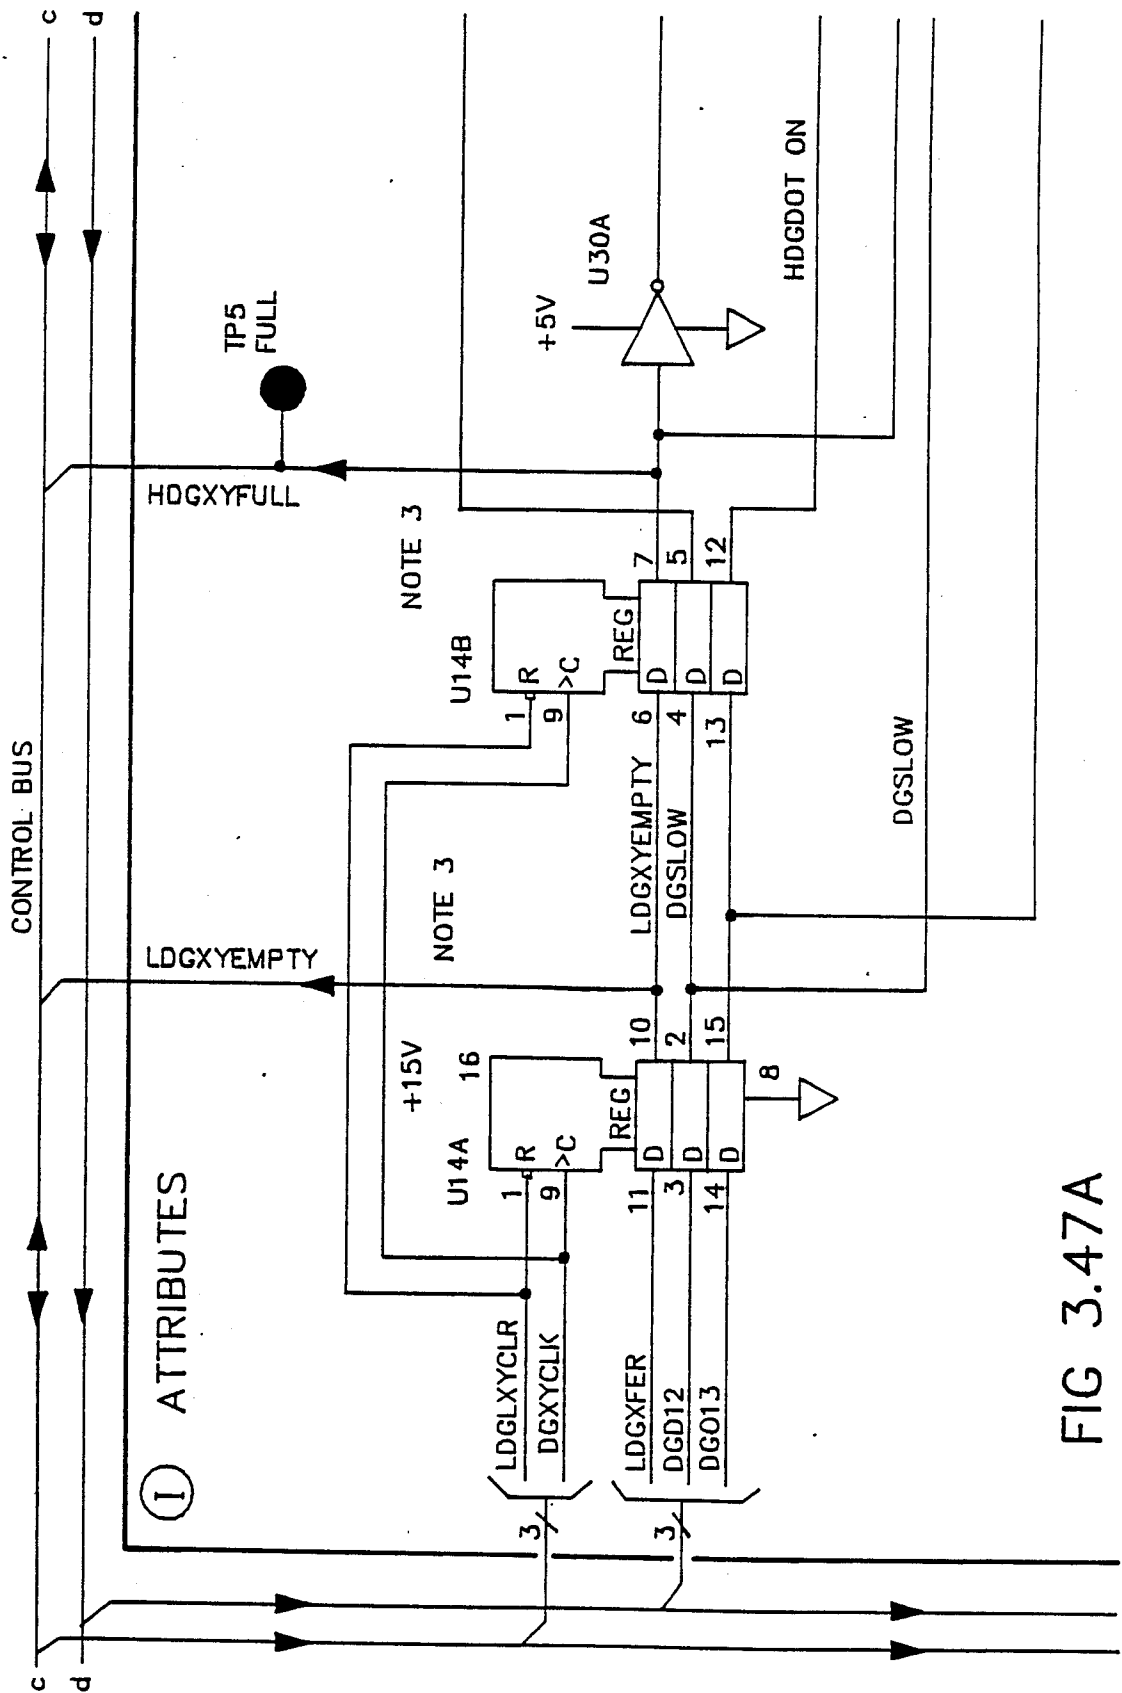 c
d
CONTROL BUS
c
d
I
ATTRIBUTES
LDGXYEMPTY
HDGXYFULL
TP5
FULL
NOTE 3
NOTE 3
+15V
U14A
16
U14B
1
R
9
>C
1
R
9
>C
REG
REG
LDGLXYCLR
DGXYCLK
3
LDGXFER
11
D
10
LDGXYEMPTY
6
D
7
DGD12
3
D
2
DGSLOW
4
D
5
DGO13
14
D
15
13
D
12
3
8
+5V
U30A
HDGDOT ON
DGSLOW
FIG 3.47A